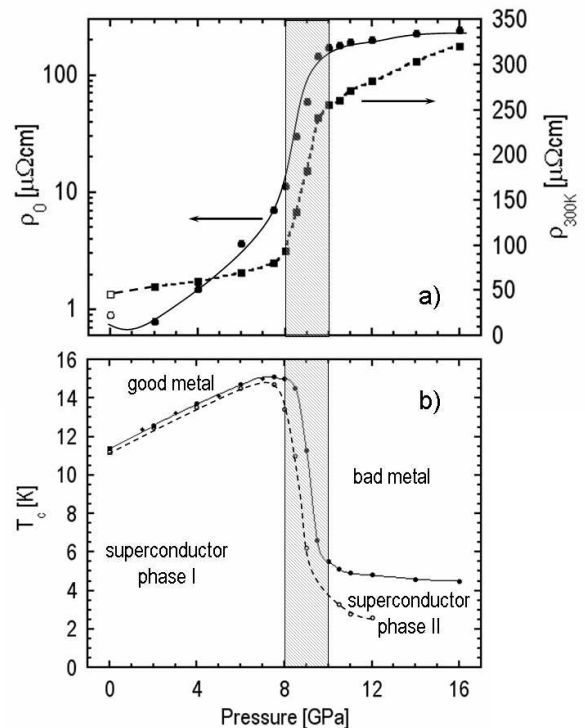 100
10
1
ρ₀ [μΩcm]
350
300
250
200
150
100
50
0
ρ₃₀₀K [μΩcm]
a)
16
14
12
10
8
6
4
2
0
T_c [K]
good metal
b)
bad metal
superconductor
phase I
superconductor
phase II
0
4
8
12
16
Pressure [GPa]